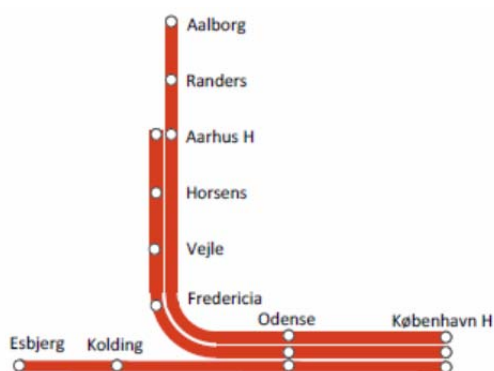 Aalborg
Randers
Aarhus H
Horsens
Vejle
Fredericia
Odense
København H
Esbjerg
Kolding